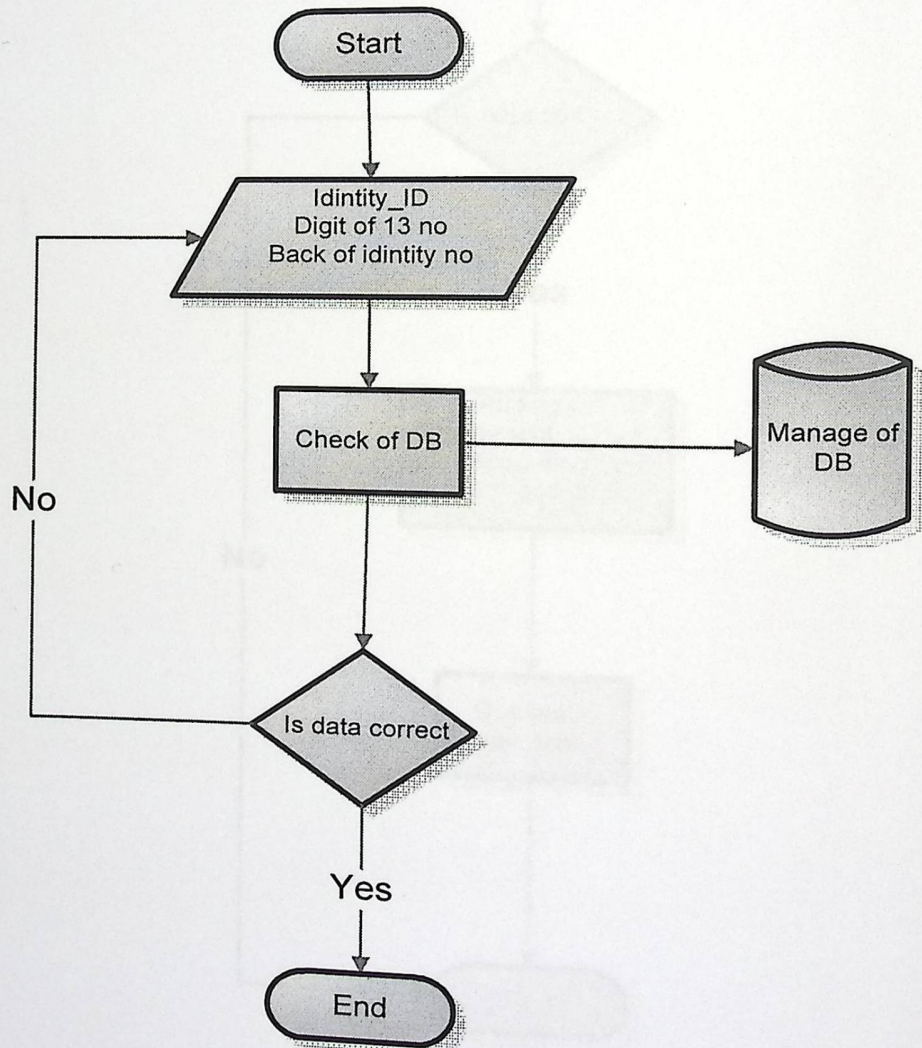 Start
Idintity_ID
Digit of 13 no
Back of idintity no
Check of DB
Manage of
DB
No
Is data correct
Yes
End